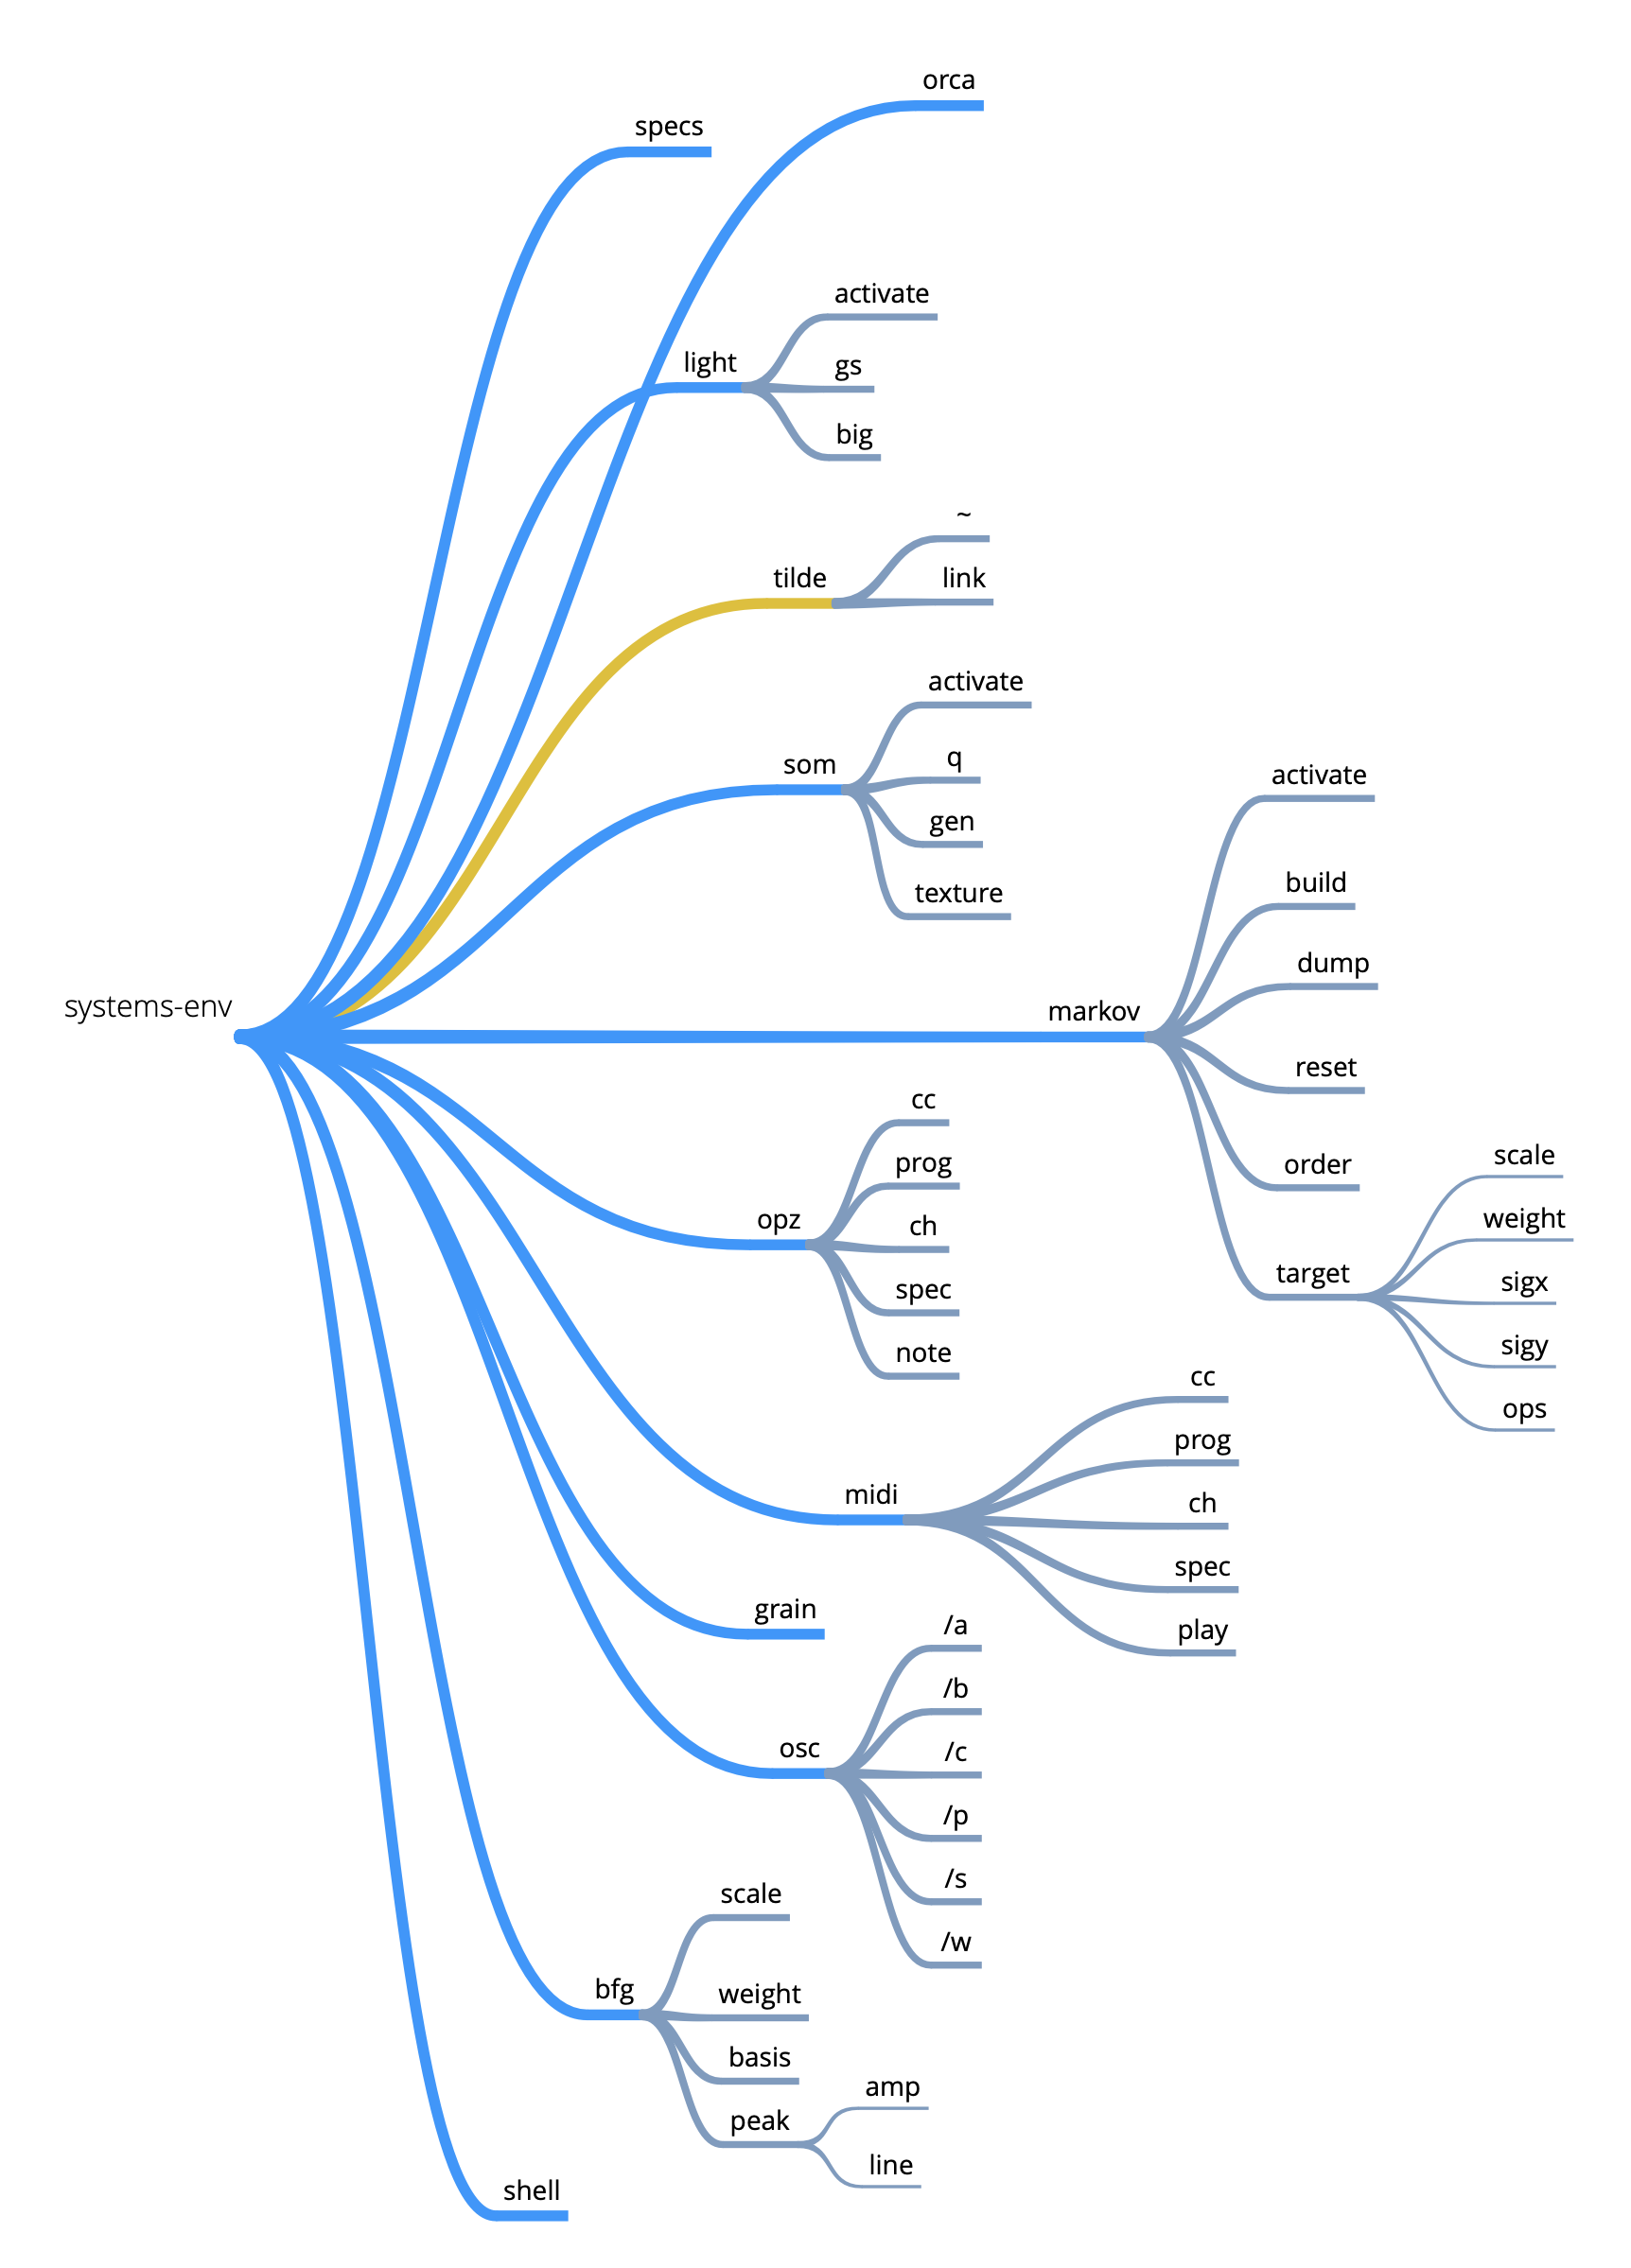 orca
specs
activate
light
gs
big
~
tilde
link
activate
som
q
gen
texture
systems-env
markov
activate
build
dump
reset
order
target
scale
weight
sigx
sigy
ops
opz
cc
prog
ch
spec
note
midi
cc
prog
ch
spec
play
grain
osc
/a
/b
/c
/p
/s
/w
bfg
scale
weight
basis
peak
amp
line
shell